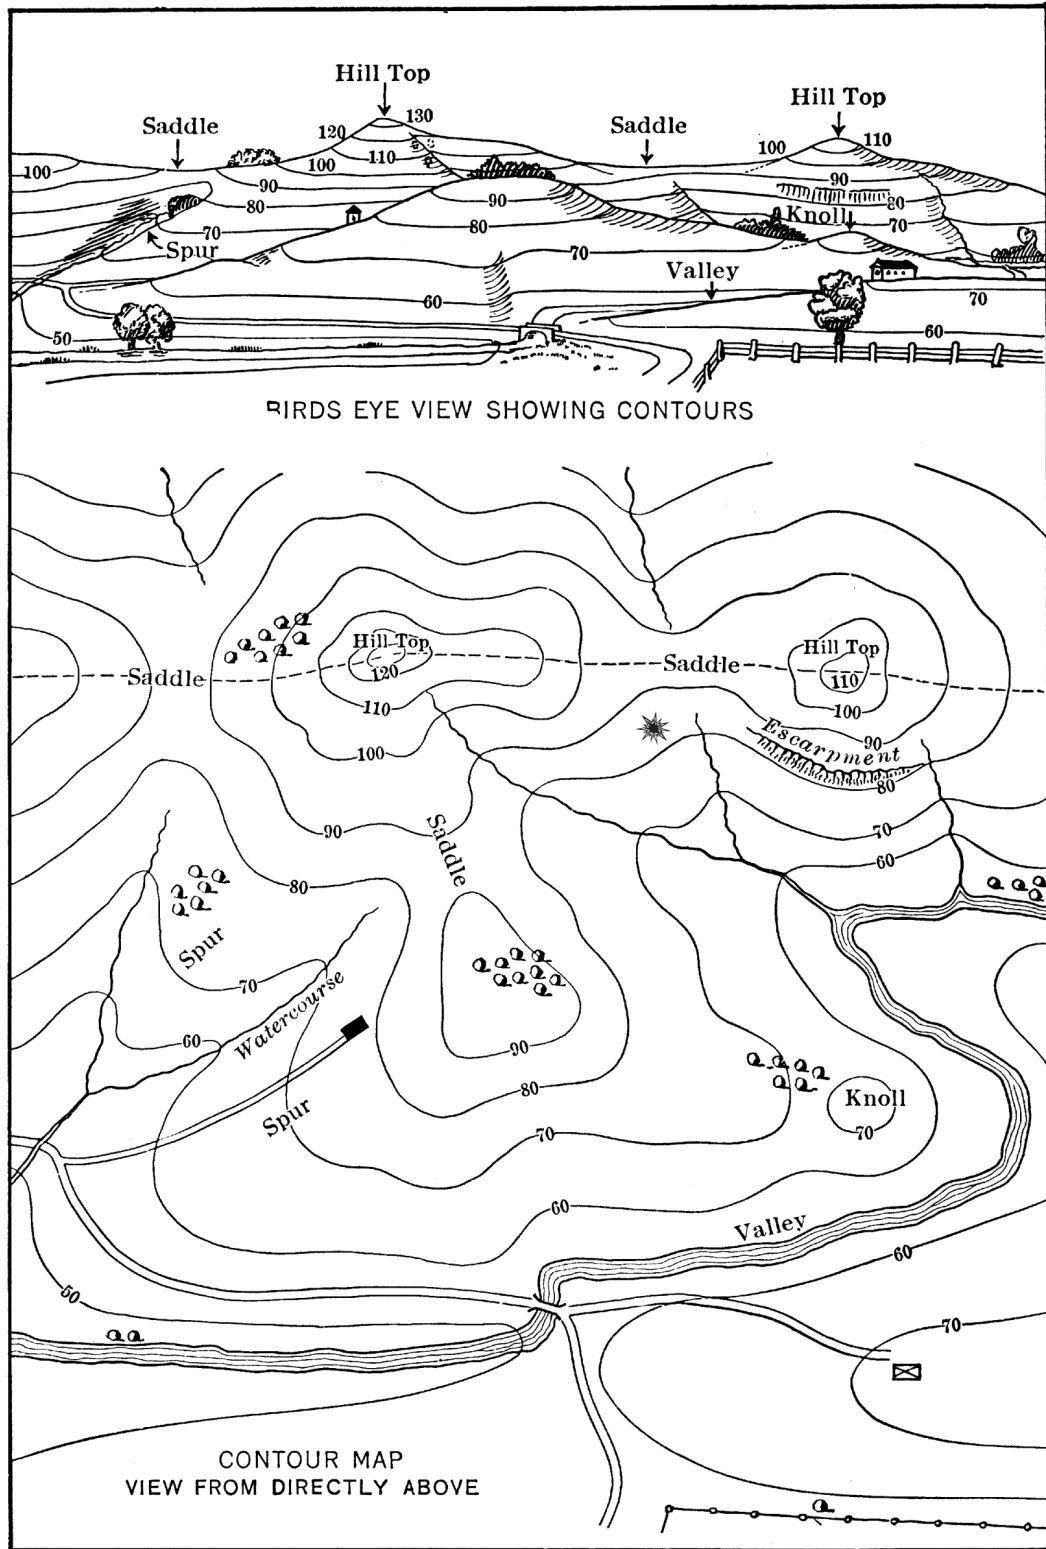 Hill Top
Hill Top
Saddle
Saddle
130
120
110
100
100
110
100
90
80
70
90
80
70
60
50
90
80
70
70
60
Spur
Knoll
Valley
BIRDS EYE VIEW SHOWING CONTOURS
Hill Top
120
110
100
90
80
Saddle
Saddle
Hill Top
110
100
90
Escarpment
80
70
60
Saddle
Spur
70
60
Watercourse
Spur
90
80
70
60
Knoll
70
Valley
60
50
70
CONTOUR MAP
VIEW FROM DIRECTLY ABOVE